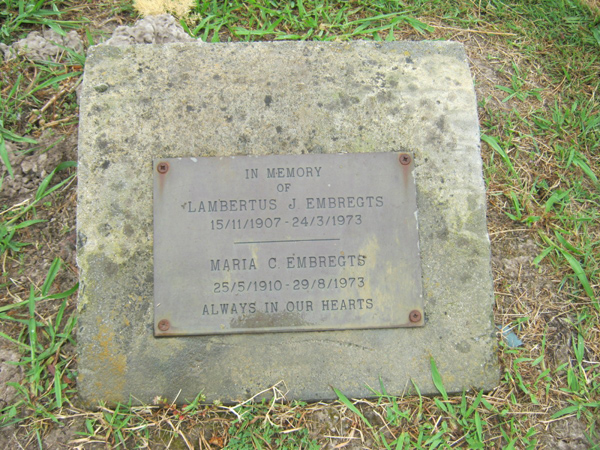 IN MEMORY
OF
LAMBERTUS J. EMBREGTS
15/11/1907 - 24/3/1973
MARIA C. EMBREGTS
25/5/1910 - 29/8/1973
ALWAYS IN OUR HEARTS